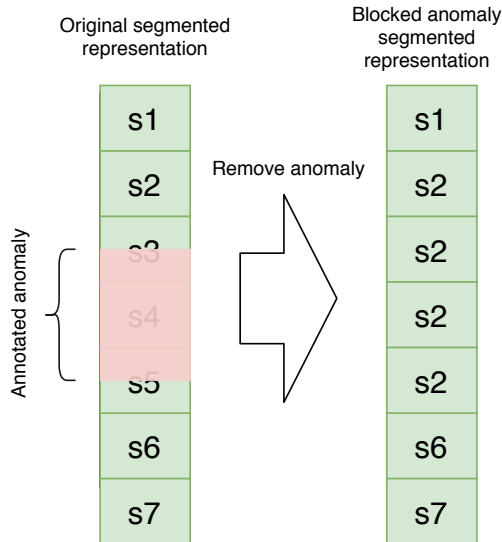 Original segmented
representation
s1
s2
s3
s4
s5
s6
s7
Annotated anomaly
Remove anomaly
Blocked anomaly
segmented
representation
s1
s2
s2
s2
s2
s6
s7